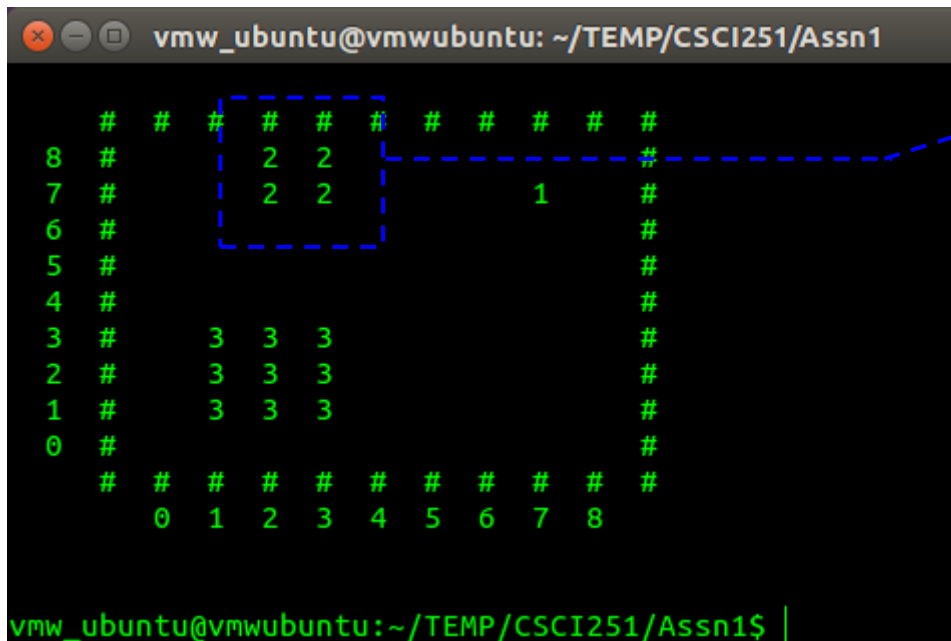 vmw_ubuntu@vmwubuntu: ~/TEMP/CSCI251/Assn1
# # # # # # # # # # #
8 # 2 2 #
7 # 2 2 1 #
6 # #
5 # #
4 # #
3 # 3 3 3 #
2 # 3 3 3 #
1 # 3 3 3 #
0 # #
# # # # # # # # # # #
0 1 2 3 4 5 6 7 8
vmw_ubuntu@vmwubuntu:~/TEMP/CSCI251/Assn1$